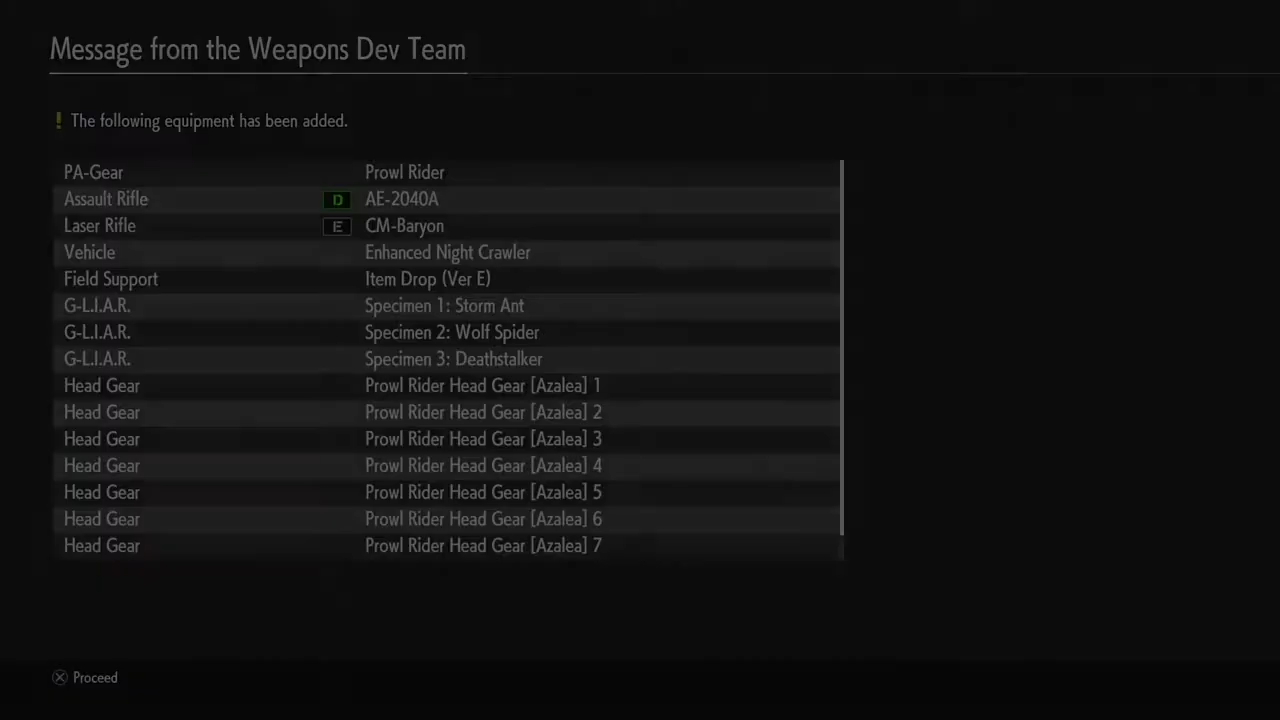 Message from the Weapons Dev Team
! The following equipment has been added.
PA-Gear Prowl Rider
Assault Rifle D AE-2040A
Laser Rifle E CM-Baryon
Vehicle Enhanced Night Crawler
Field Support Item Drop (Ver E)
G-L.I.A.R. Specimen 1: Storm Ant
G-L.I.A.R. Specimen 2: Wolf Spider
G-L.I.A.R. Specimen 3: Deathstalker
Head Gear Prowl Rider Head Gear [Azalea] 1
Head Gear Prowl Rider Head Gear [Azalea] 2
Head Gear Prowl Rider Head Gear [Azalea] 3
Head Gear Prowl Rider Head Gear [Azalea] 4
Head Gear Prowl Rider Head Gear [Azalea] 5
Head Gear Prowl Rider Head Gear [Azalea] 6
Head Gear Prowl Rider Head Gear [Azalea] 7
Proceed